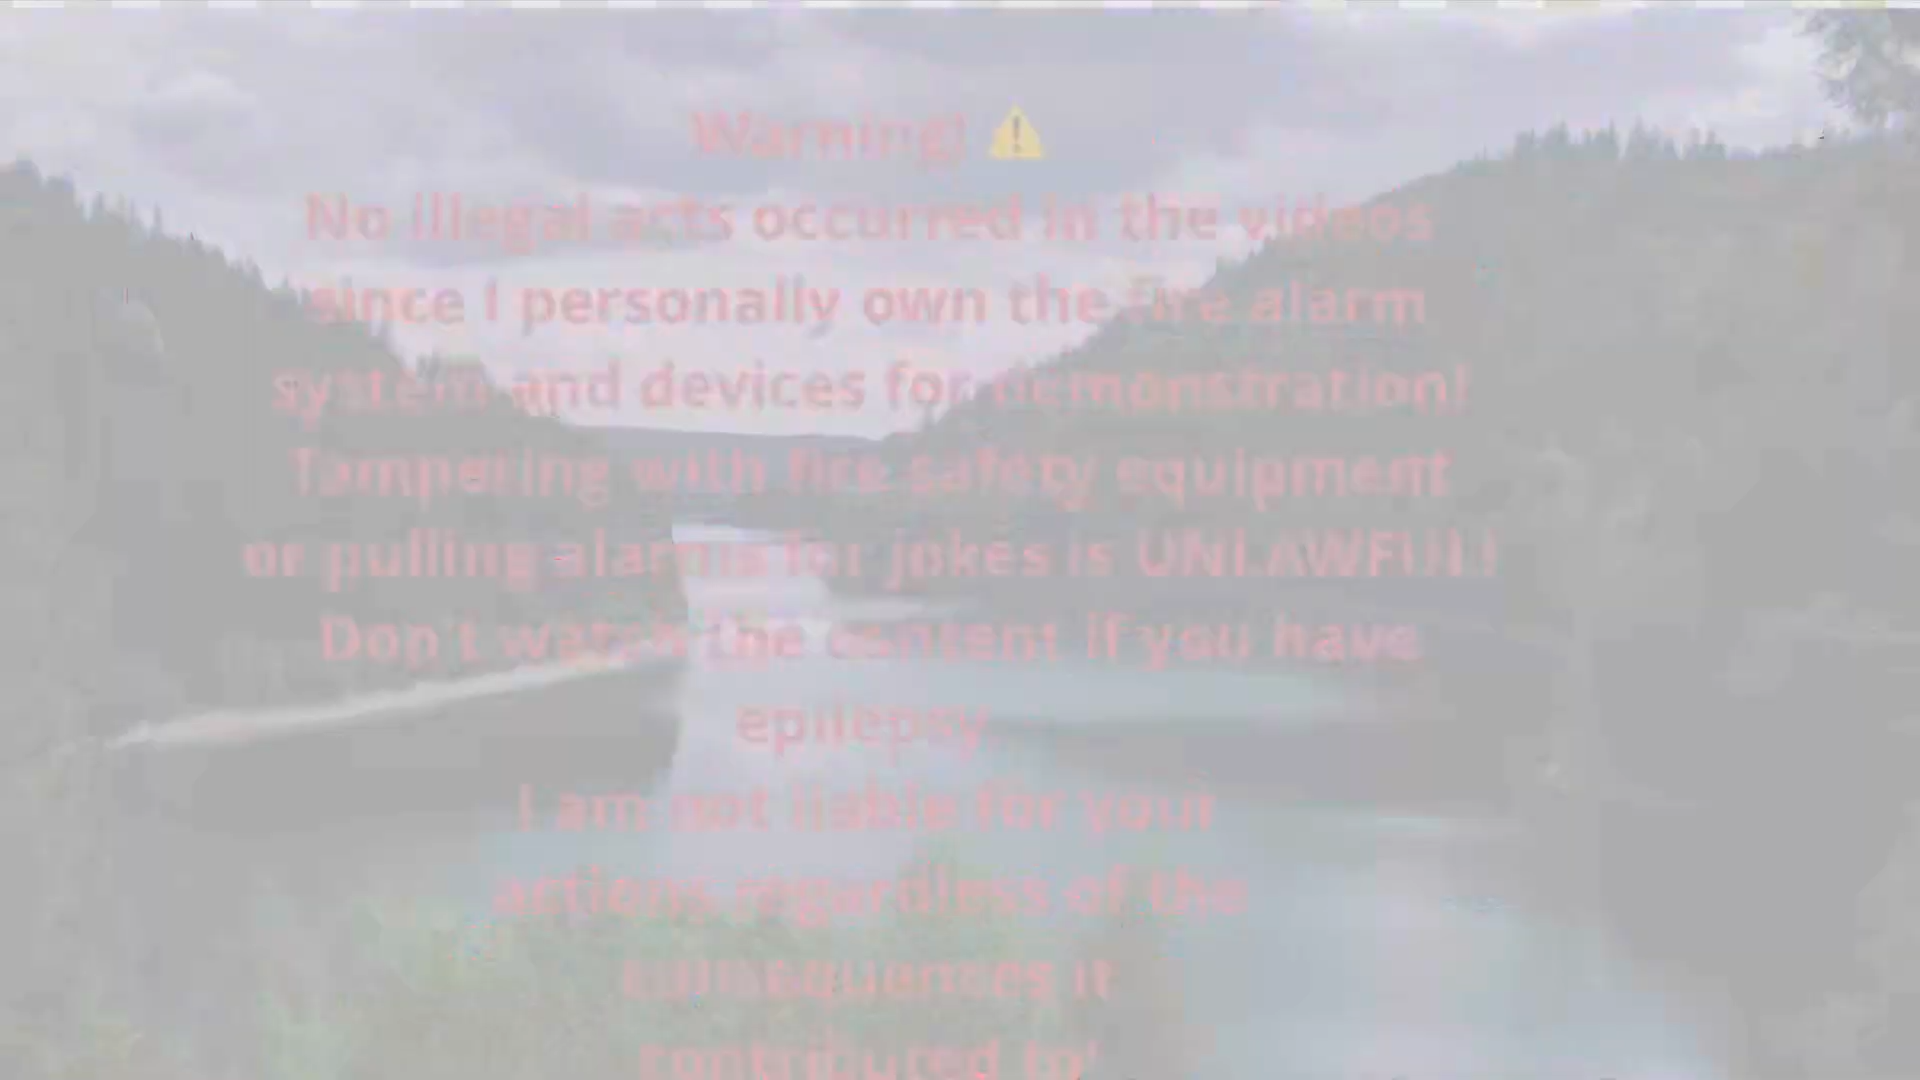 Warning! ⚠
No illegal acts occurred in the videos
since I personally own the fire alarm
system and devices for demonstration!
Tampering with fire safety equipment
or pulling alarms for jokes is UNLAWFUL!
Don't watch the content if you have
epilepsy.
I am not liable for your
actions regardless of the
consequences it
contributed to!